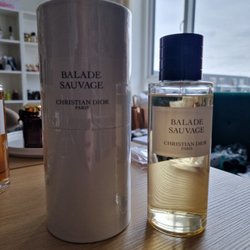 BALADE SAUVAGE
CHRISTIAN DIOR
PARIS
BALADE
SAUVAGE
CHRISTIAN DIOR
PARIS